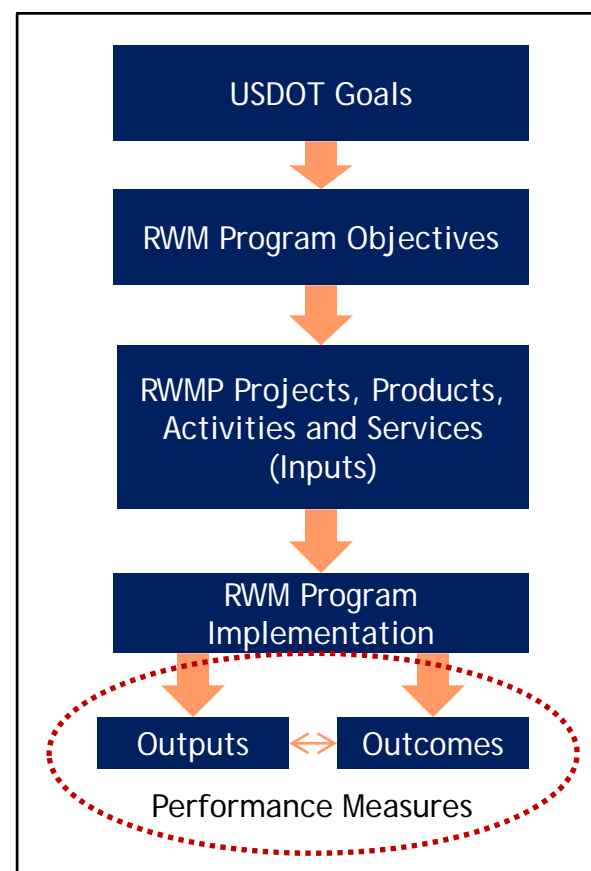 USDOT Goals
RWM Program Objectives
RWMP Projects, Products,
Activities and Services
(Inputs)
RWM Program
Implementation
Outputs
Outcomes
Performance Measures